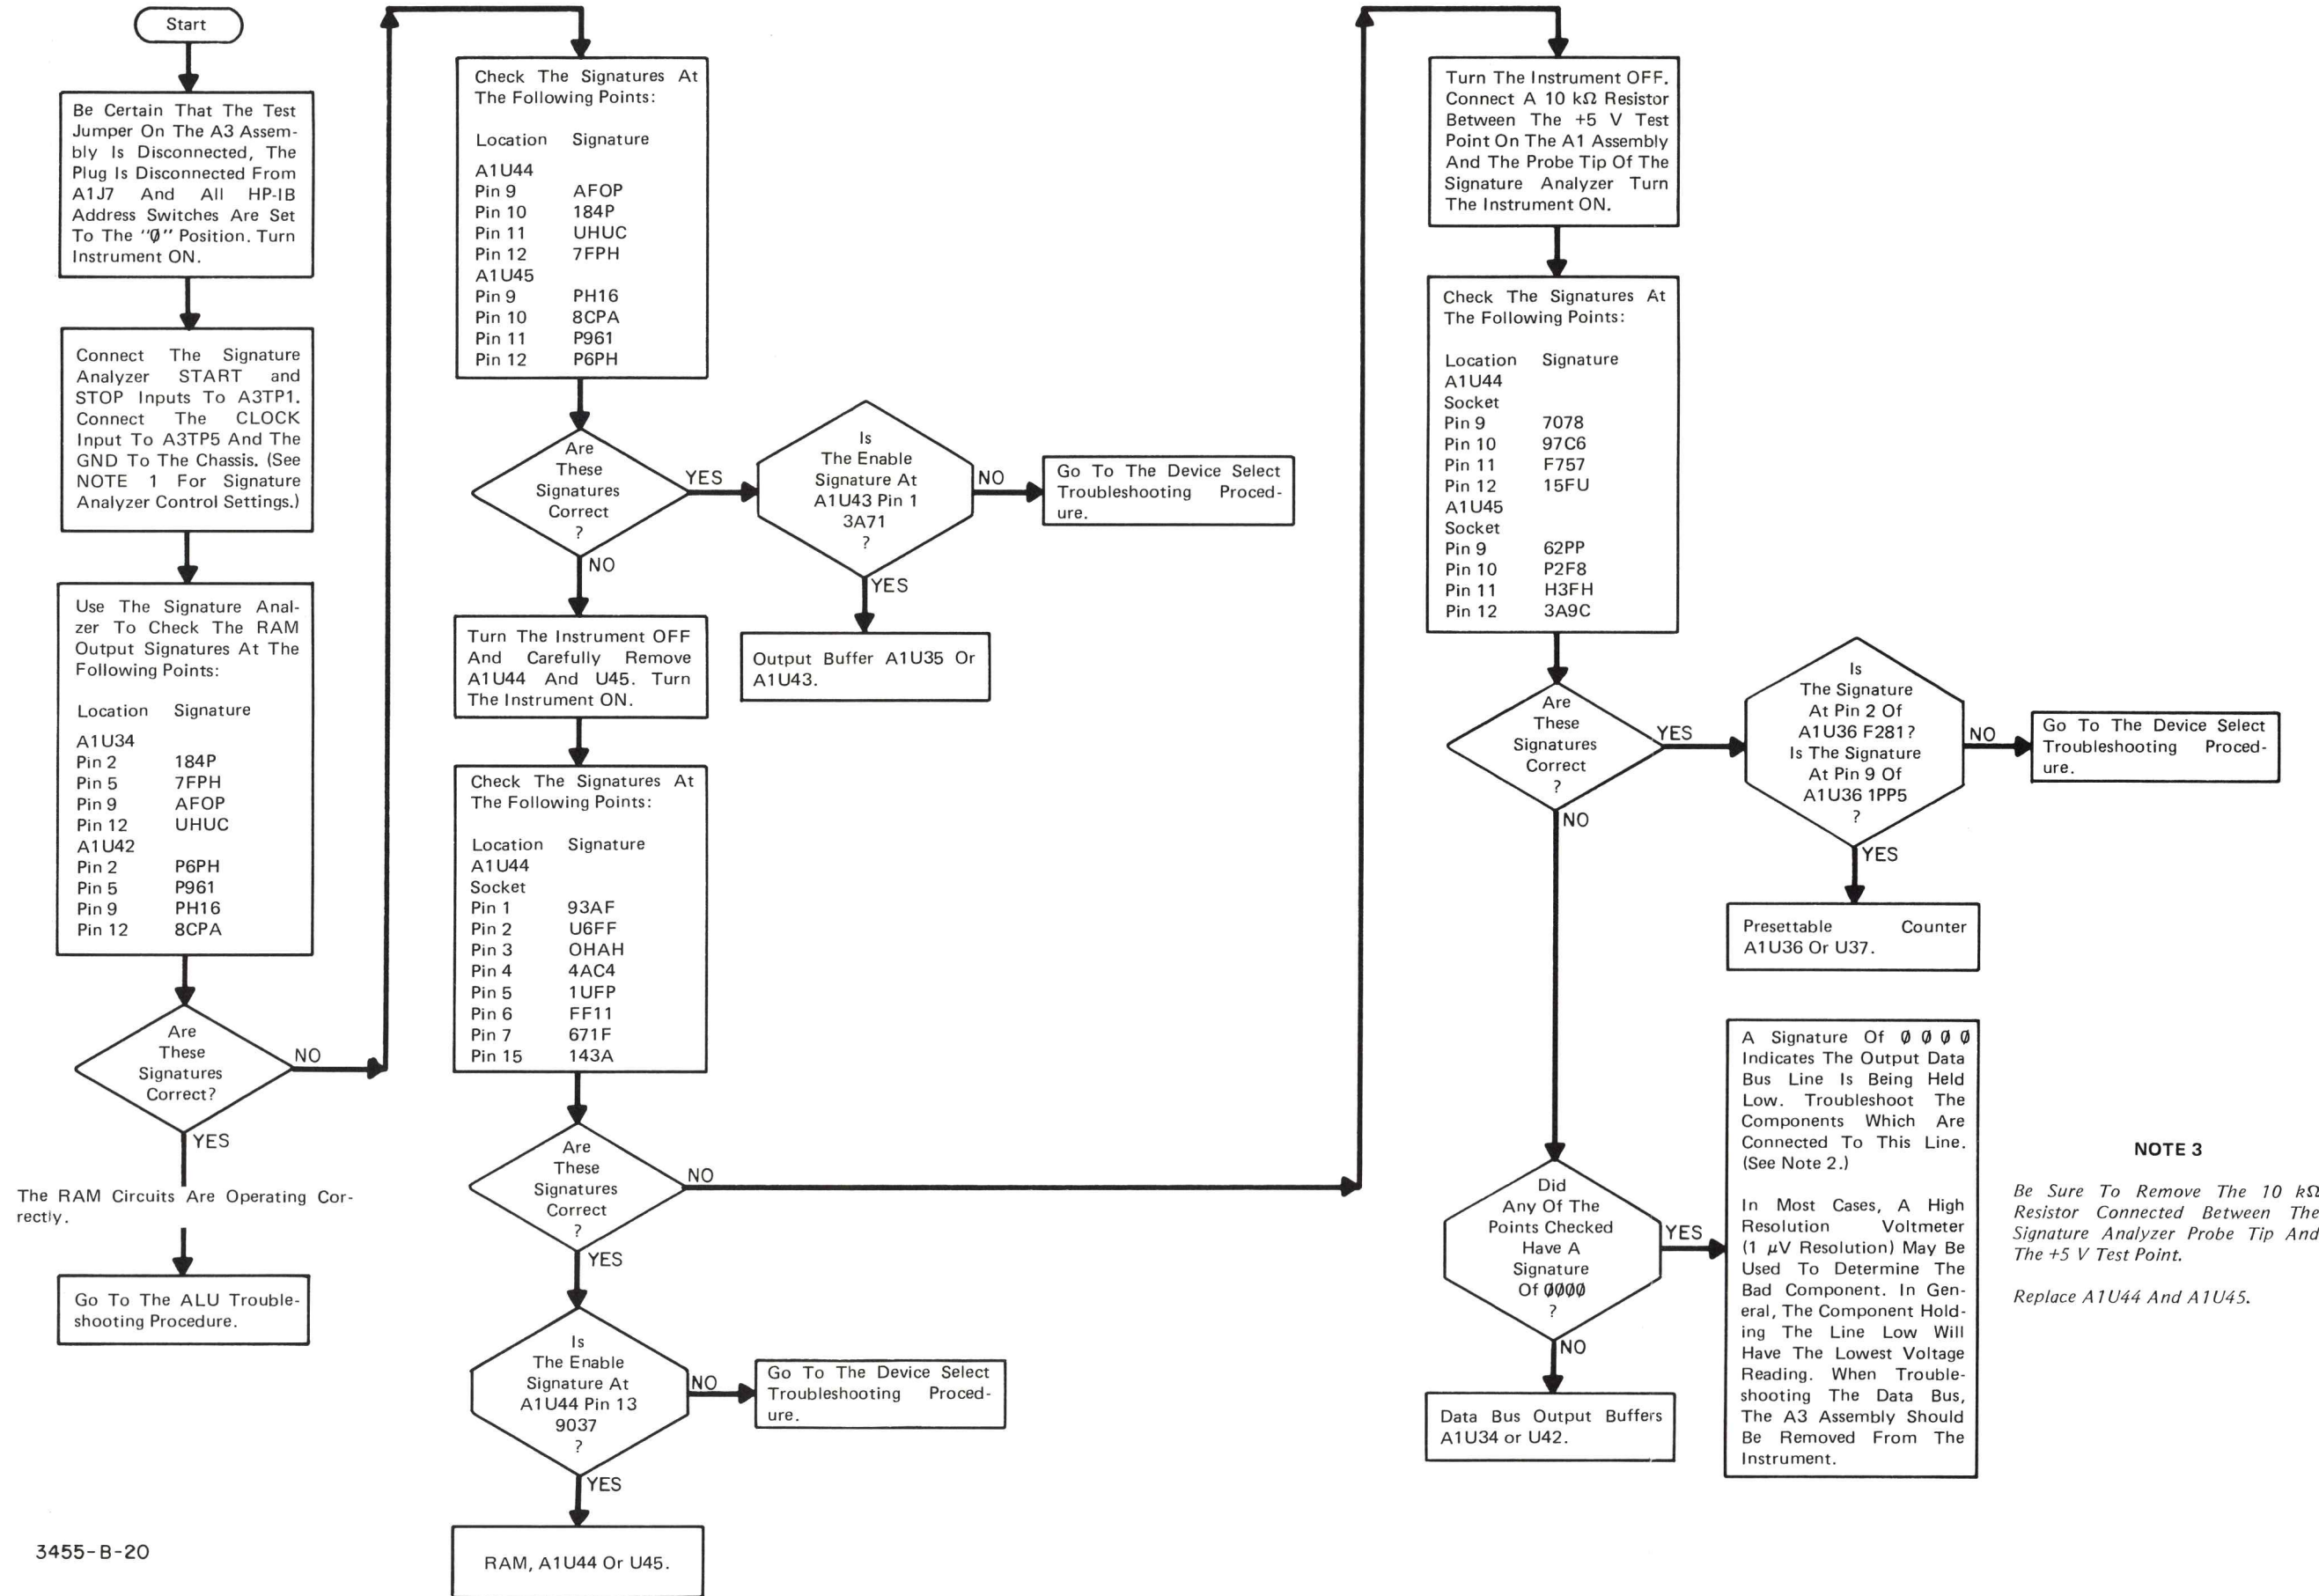 Start
Be Certain That The Test
Jumper On The A3 Assem-
bly Is Disconnected, The
Plug Is Disconnected From
A1J7 And All HP-IB
Address Switches Are Set
To The "Ø" Position. Turn
Instrument ON.
Connect The Signature
Analyzer START and
STOP Inputs To A3TP1.
Connect The CLOCK
Input To A3TP5 And The
GND To The Chassis. (See
NOTE 1 For Signature
Analyzer Control Settings.)
Use The Signature Anal-
zer To Check The RAM
Output Signatures At The
Following Points:
Location Signature
A1U34
Pin 2 184P
Pin 5 7FPH
Pin 9 AFOP
Pin 12 UHUC
A1U42
Pin 2 P6PH
Pin 5 P961
Pin 9 PH16
Pin 12 8CPA
Are
These
Signatures
Correct?
NO
YES
The RAM Circuits Are Operating Cor-
rectly.
Go To The ALU Trouble-
shooting Procedure.
3455-B-20
Check The Signatures At
The Following Points:
Location Signature
A1U44
Pin 9 AFOP
Pin 10 184P
Pin 11 UHUC
Pin 12 7FPH
A1U45
Pin 9 PH16
Pin 10 8CPA
Pin 11 P961
Pin 12 P6PH
Are
These
Signatures
Correct
?
YES
NO
Is
The Enable
Signature At
A1U43 Pin 1
3A71
?
NO
YES
Go To The Device Select
Troubleshooting Proced-
ure.
Output Buffer A1U35 Or
A1U43.
Turn The Instrument OFF
And Carefully Remove
A1U44 And U45. Turn
The Instrument ON.
Check The Signatures At
The Following Points:
Location Signature
A1U44
Socket
Pin 1 93AF
Pin 2 U6FF
Pin 3 OHAH
Pin 4 4AC4
Pin 5 1UFP
Pin 6 FF11
Pin 7 671F
Pin 15 143A
Are
These
Signatures
Correct
?
NO
YES
Is
The Enable
Signature At
A1U44 Pin 13
9037
?
NO
YES
Go To The Device Select
Troubleshooting Proced-
ure.
RAM, A1U44 Or U45.
Turn The Instrument OFF.
Connect A 10 kΩ Resistor
Between The +5 V Test
Point On The A1 Assembly
And The Probe Tip Of The
Signature Analyzer Turn
The Instrument ON.
Check The Signatures At
The Following Points:
Location Signature
A1U44
Socket
Pin 9 7078
Pin 10 97C6
Pin 11 F757
Pin 12 15FU
A1U45
Socket
Pin 9 62PP
Pin 10 P2F8
Pin 11 H3FH
Pin 12 3A9C
Are
These
Signatures
Correct
?
YES
NO
Is
The Signature
At Pin 2 Of
A1U36 F281?
Is The Signature
At Pin 9 Of
A1U36 1PP5
?
NO
YES
Go To The Device Select
Troubleshooting Proced-
ure.
Presettable Counter
A1U36 Or U37.
Did
Any Of The
Points Checked
Have A
Signature
Of ØØØØ
?
YES
NO
Data Bus Output Buffers
A1U34 or U42.
A Signature Of Ø Ø Ø Ø
Indicates The Output Data
Bus Line Is Being Held
Low. Troubleshoot The
Components Which Are
Connected To This Line.
(See Note 2.)
In Most Cases, A High
Resolution Voltmeter
(1 μV Resolution) May Be
Used To Determine The
Bad Component. In Gen-
eral, The Component Hold-
ing The Line Low Will
Have The Lowest Voltage
Reading. When Trouble-
shooting The Data Bus,
The A3 Assembly Should
Be Removed From The
Instrument.
NOTE 3
Be Sure To Remove The 10 kΩ
Resistor Connected Between The
Signature Analyzer Probe Tip And
The +5 V Test Point.
Replace A1U44 And A1U45.